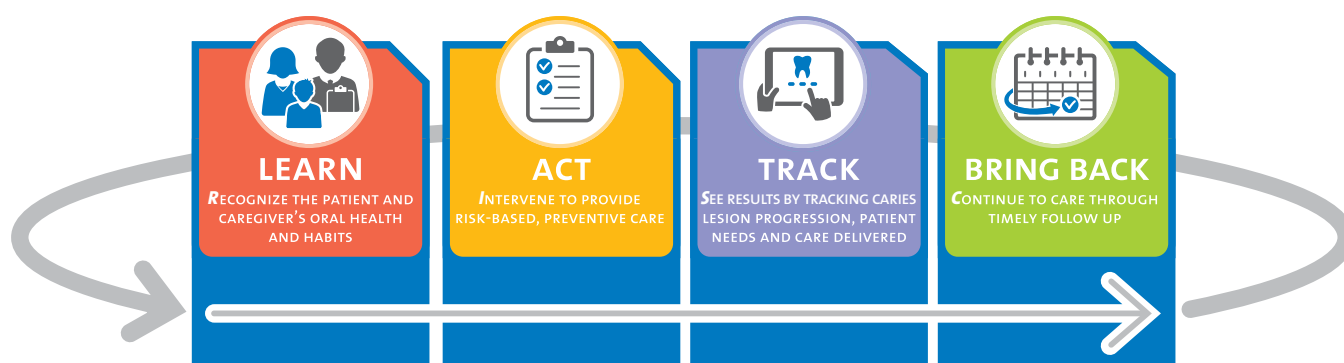 LEARN
RECOGNIZE THE PATIENT AND
CAREGIVER'S ORAL HEALTH
AND HABITS
ACT
INTERVENE TO PROVIDE
RISK-BASED, PREVENTIVE CARE
TRACK
SEE RESULTS BY TRACKING CARIES
LESION PROGRESSION, PATIENT
NEEDS AND CARE DELIVERED
BRING BACK
CONTINUE TO CARE THROUGH
TIMELY FOLLOW UP